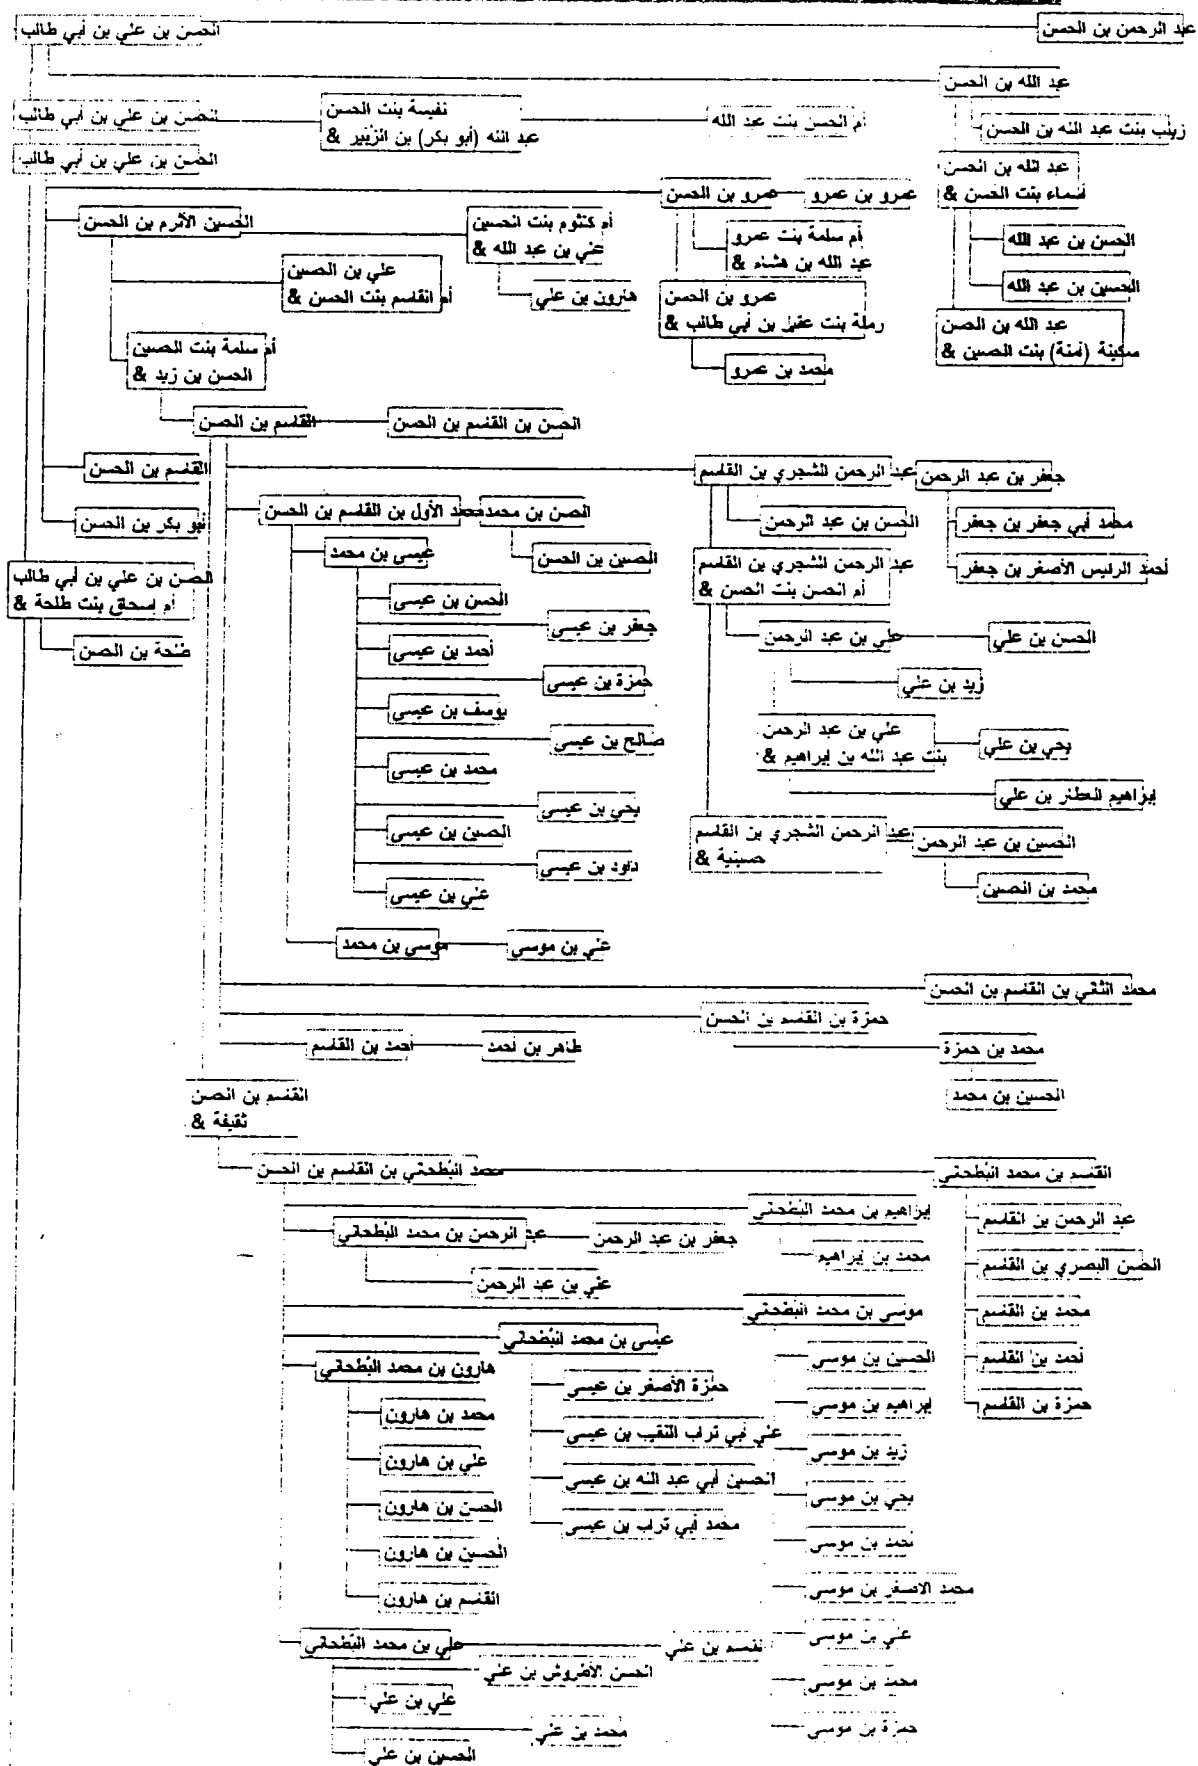 عبد الرحمن بن الحسن
الحسن بن علي بن أبي طالب
عبد الله بن الحسن
زينب بنت عبد الله بن الحسن
الحسن بن علي بن أبي طالب
نفيسة بنت الحسن
عبد الله (أبو بكر) بن الزبير &
أم الحسن بنت عبد الله
الحسن بن علي بن أبي طالب
عبد الله بن الحسن
أسماء بنت الحسن &
عمرو بن الحسن
عمرو بن عمرو
الحسين الأثرم بن الحسن
أم كلثوم بنت الحسين
علي بن عبد الله &
أم سلمة بنت عمرو
عبد الله بن هشام &
الحسن بن عبد الله
علي بن الحسين
أم القاسم بنت الحسن &
هارون بن علي
الحسين بن عبد الله
عمرو بن الحسن
رملة بنت عقيل بن أبي طالب &
عبد الله بن الحسن
سكينة (آمنة) بنت الحسين &
أم سلمة بنت الحسين
الحسن بن زيد &
محمد بن عمرو
القاسم بن الحسن
الحسن بن القاسم بن الحسن
القاسم بن الحسن
عبد الرحمن الشجري بن القاسم
جعفر بن عبد الرحمن
أبو بكر بن الحسن
محمد الأول بن القاسم بن الحسن
الحسن بن محمد
الحسن بن عبد الرحمن
محمد أبي جعفر بن جعفر
عيسى بن محمد
الحسين بن الحسن
أحمد الرئيس الأصغر بن جعفر
الحسن بن علي بن أبي طالب
أم إسحاق بنت طلحة &
عبد الرحمن الشجري بن القاسم
أم الحسن بنت الحسن &
الحسن بن عيسى
طلحة بن الحسن
جعفر بن عيسى
علي بن عبد الرحمن
الحسن بن علي
أحمد بن عيسى
حمزة بن عيسى
زيد بن علي
يوسف بن عيسى
صالح بن عيسى
علي بن عبد الرحمن
بنت عبد الله بن إبراهيم &
يحي بن علي
محمد بن عيسى
إبراهيم العطار بن علي
يحي بن عيسى
الحسين بن عيسى
عبد الرحمن الشجري بن القاسم
حسينية &
الحسين بن عبد الرحمن
داود بن عيسى
علي بن عيسى
محمد بن الحسين
موسى بن محمد
علي بن موسى
محمد الثاني بن القاسم بن الحسن
حمزة بن القاسم بن الحسن
أحمد بن القاسم
طاهر بن أحمد
محمد بن حمزة
القاسم بن الحسن
ثقيفة &
الحسين بن محمد
محمد البطحاني بن القاسم بن الحسن
القاسم بن محمد البطحاني
إبراهيم بن محمد البطحاني
عبد الرحمن بن القاسم
عبد الرحمن بن محمد البطحاني
جعفر بن عبد الرحمن
محمد بن إبراهيم
الحسن البصري بن القاسم
علي بن عبد الرحمن
موسى بن محمد البطحاني
محمد بن القاسم
عيسى بن محمد البطحاني
هارون بن محمد البطحاني
الحسين بن موسى
أحمد بن القاسم
حمزة الأصغر بن عيسى
محمد بن هارون
إبراهيم بن موسى
حمزة بن القاسم
علي أبي تراب النقيب بن عيسى
علي بن هارون
زيد بن موسى
الحسين أبي عبد الله بن عيسى
الحسن بن هارون
يحي بن موسى
محمد أبي تراب بن عيسى
الحسين بن هارون
أحمد بن موسى
القاسم بن هارون
محمد الأصغر بن موسى
علي بن محمد البطحاني
القاسم بن علي
علي بن موسى
الحسن الأطروش بن علي
علي بن علي
محمد بن موسى
محمد بن علي
الحسين بن علي
حمزة بن موسى